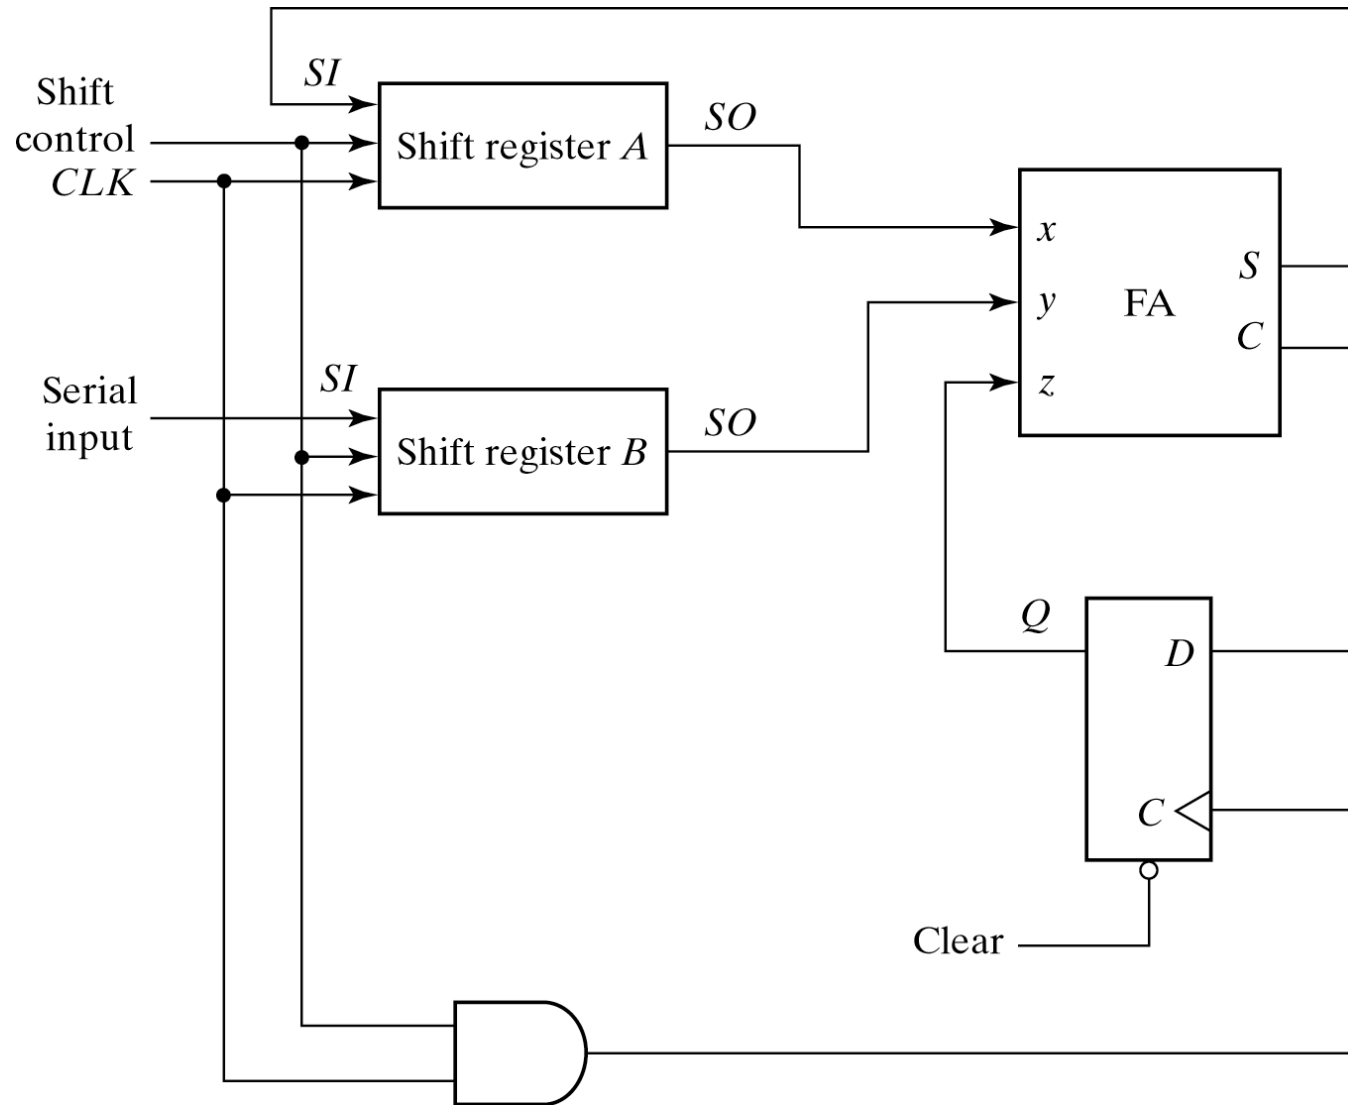 SI
Shift
control
CLK
Shift register A
SO
x
y
z
FA
S
C
Serial
input
SI
Shift register B
SO
Q
D
C
Clear